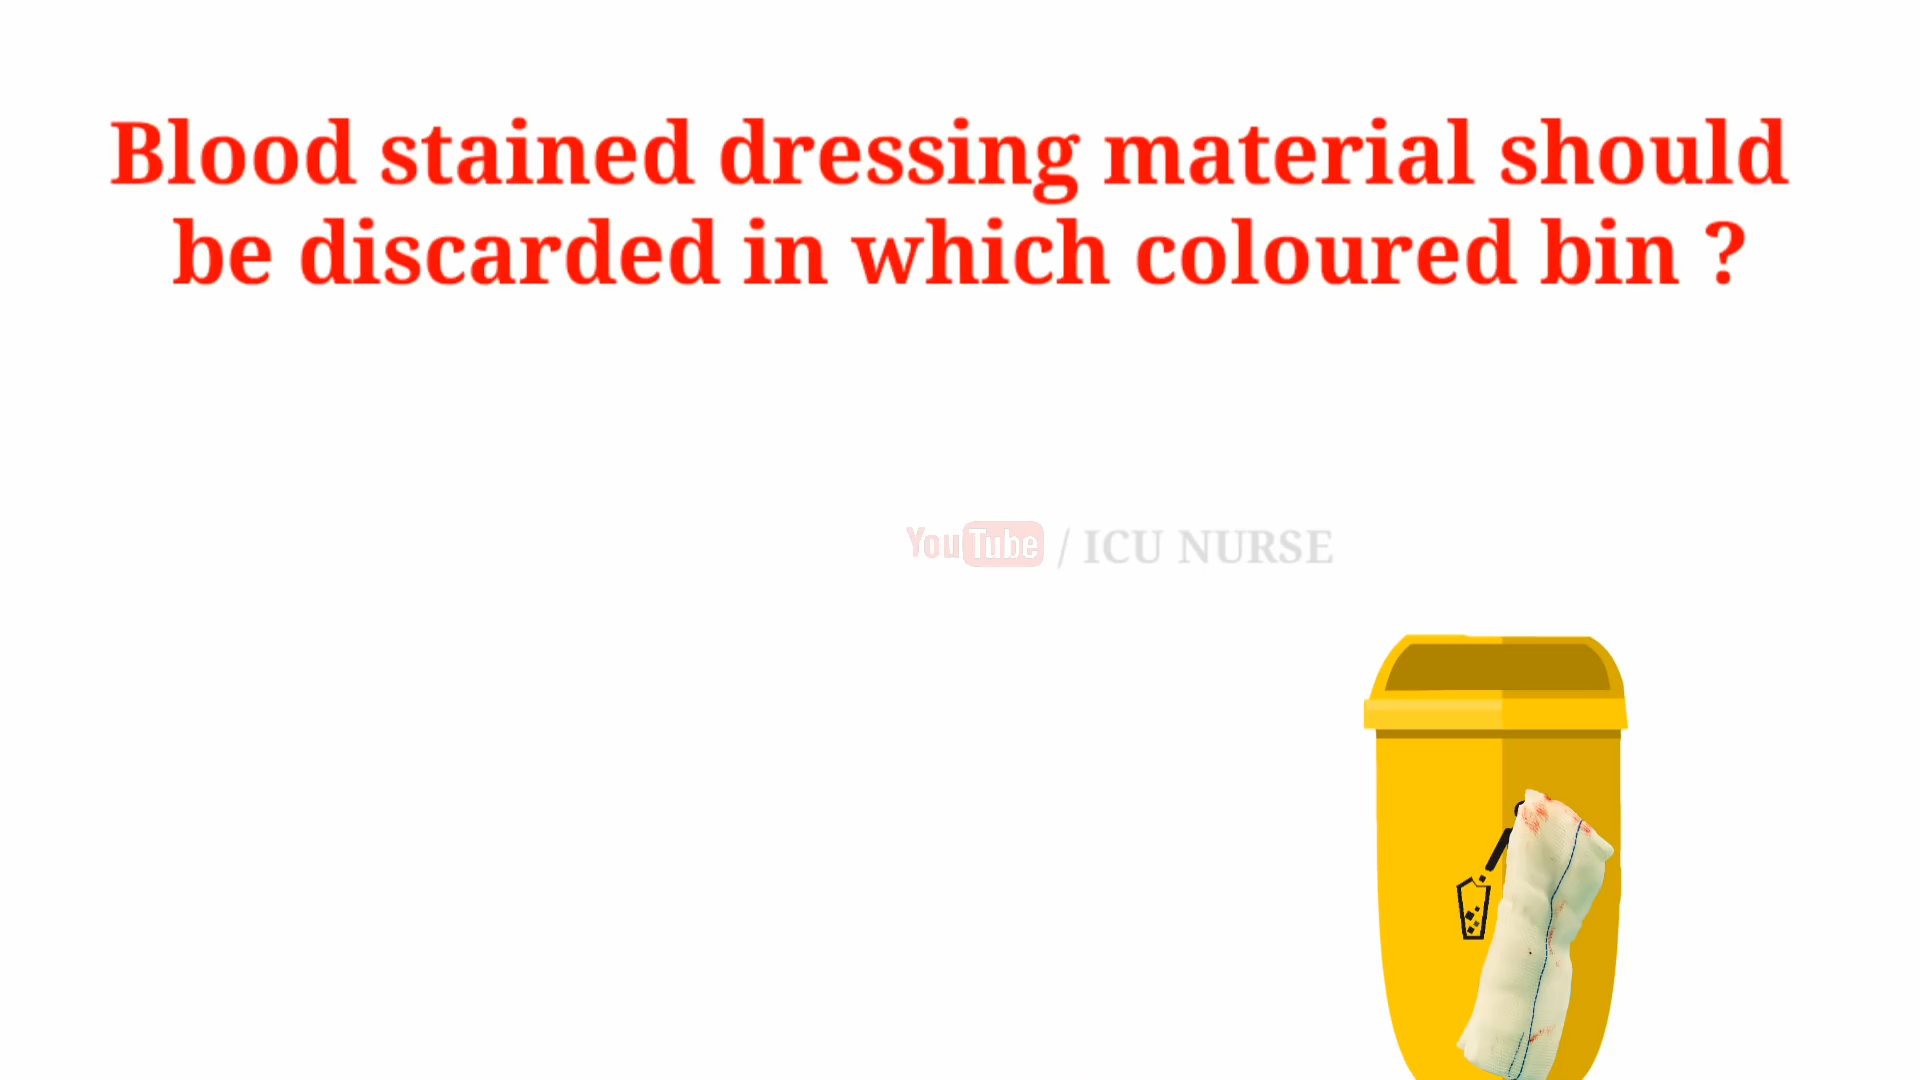 Blood stained dressing material should
be discarded in which coloured bin ?
YouTube / ICU NURSE